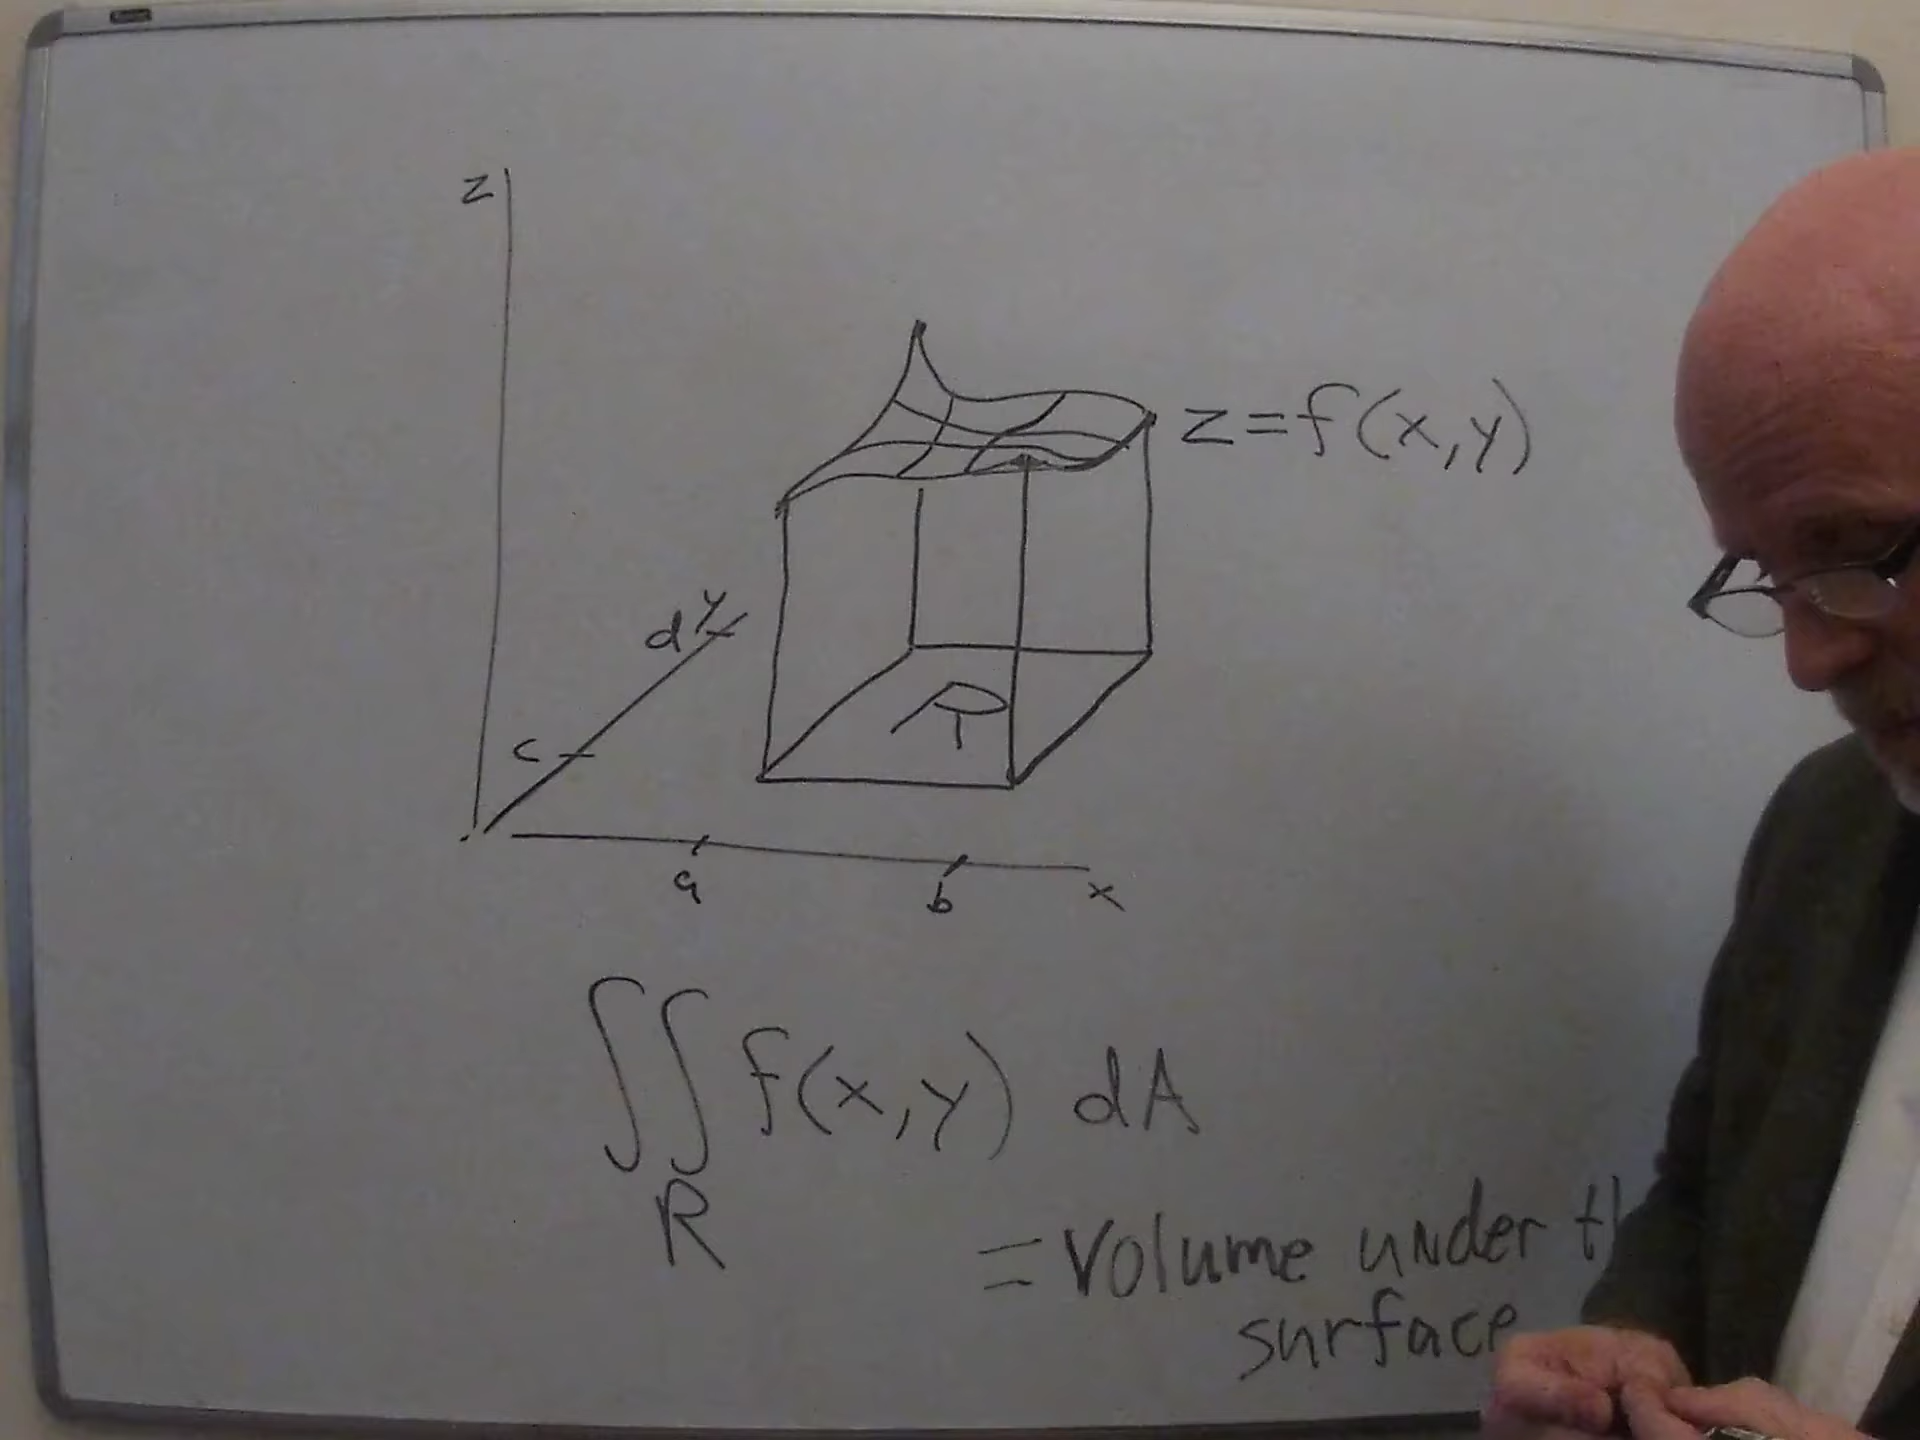 z
z=f(x,y)
y
d
c
R
a
b
x
∬ f(x,y) dA
R
= Volume under
surface